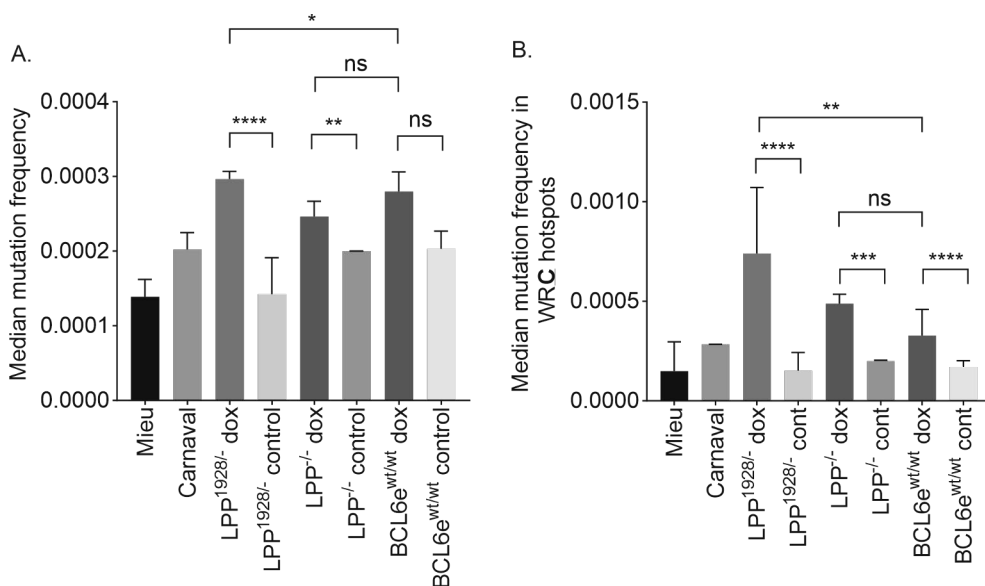 A.
Median mutation frequency
0.0004
0.0003
0.0002
0.0001
0.0000
*
ns
****
**
ns
Mieu
Carnaval
LPP1928/- dox
LPP1928/- control
LPP-/- dox
LPP-/- control
BCL6ewt/wt dox
BCL6ewt/wt control
B.
Median mutation frequency in
WRC hotspots
0.0015
0.0010
0.0005
0.0000
**
****
ns
***
****
Mieu
Carnaval
LPP1928/- dox
LPP1928/- cont
LPP-/- dox
LPP-/- cont
BCL6ewt/wt dox
BCL6ewt/wt cont